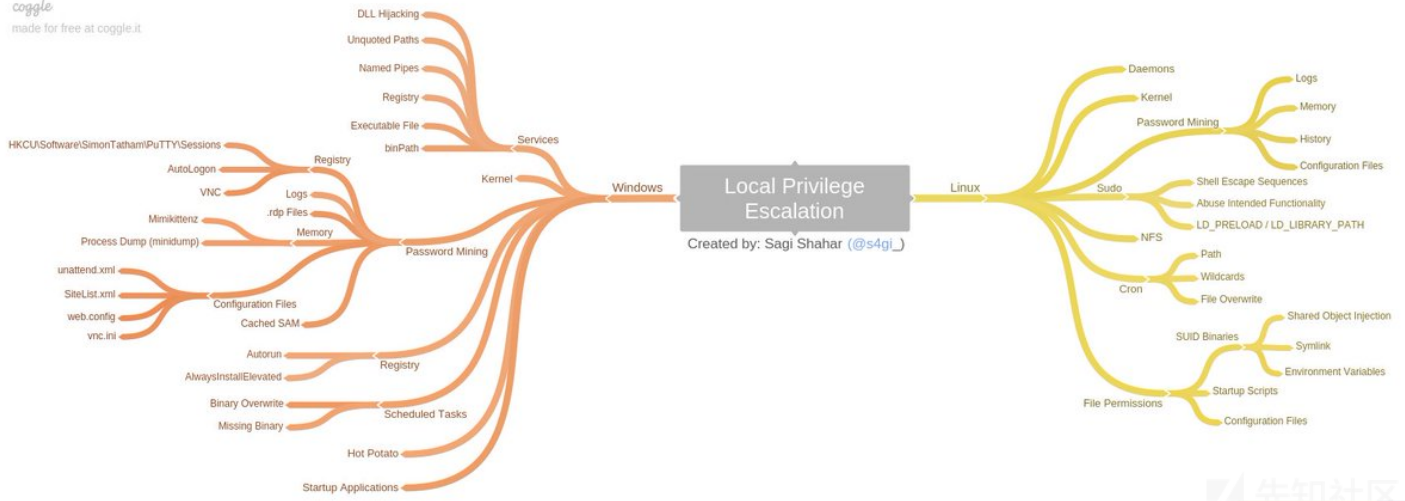 coggle
made for free at coggle.it
Local Privilege
Escalation
Created by: Sagi Shahar (@s4gi_)
Windows
Services
DLL Hijacking
Unquoted Paths
Named Pipes
Registry
Executable File
binPath
Kernel
Password Mining
Registry
HKCU\Software\SimonTatham\PuTTY\Sessions
AutoLogon
VNC
Logs
.rdp Files
Memory
Mimikittenz
Process Dump (minidump)
Configuration Files
unattend.xml
SiteList.xml
web.config
vnc.ini
Cached SAM
Registry
Autorun
AlwaysInstallElevated
Scheduled Tasks
Binary Overwrite
Missing Binary
Hot Potato
Startup Applications
Linux
Daemons
Kernel
Password Mining
Logs
Memory
History
Configuration Files
Sudo
Shell Escape Sequences
Abuse Intended Functionality
LD_PRELOAD / LD_LIBRARY_PATH
NFS
Cron
Path
Wildcards
File Overwrite
File Permissions
SUID Binaries
Shared Object Injection
Symlink
Environment Variables
Startup Scripts
Configuration Files
先知社区